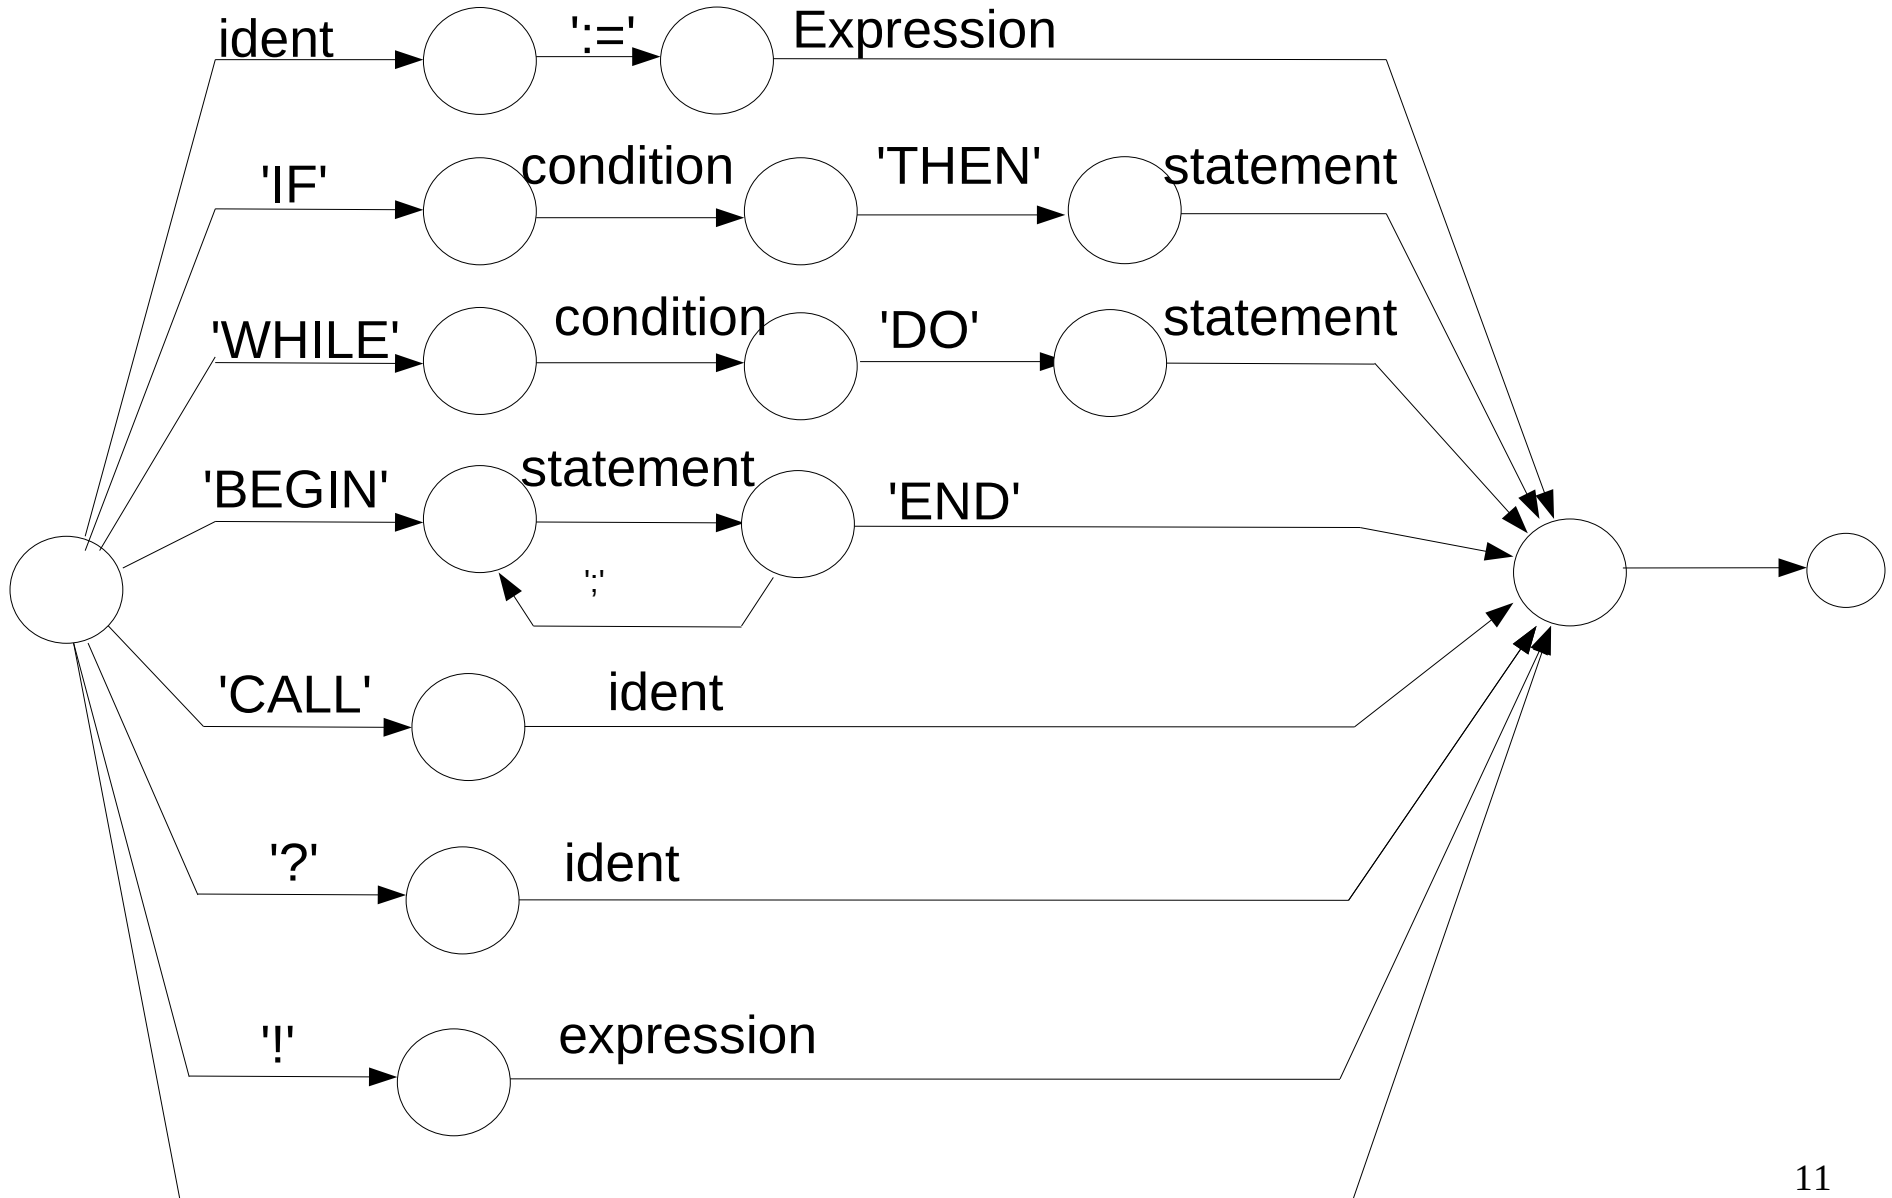 ident ':=' Expression
'IF' condition 'THEN' statement
'WHILE' condition 'DO' statement
'BEGIN' statement 'END'
';'
'CALL' ident
'?' ident
'!' expression
11